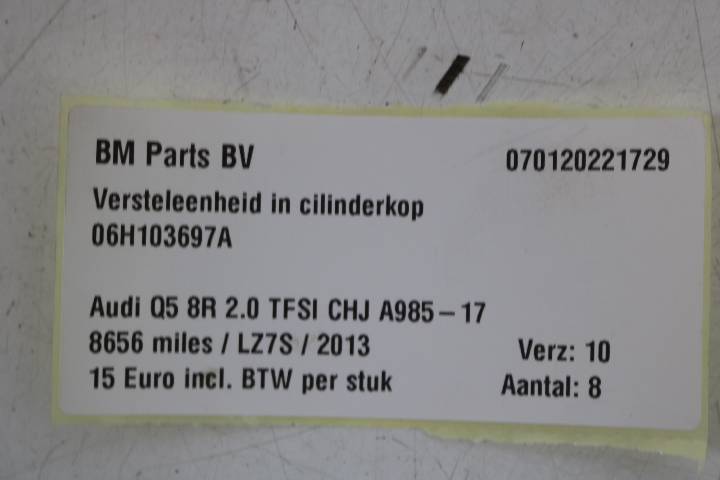 BM Parts BV 070120221729
Versteleenheid in cilinderkop
06H103697A
Audi Q5 8R 2.0 TFSI CHJ A985-17
8656 miles / LZ7S / 2013 Verz: 10
15 Euro incl. BTW per stuk Aantal: 8